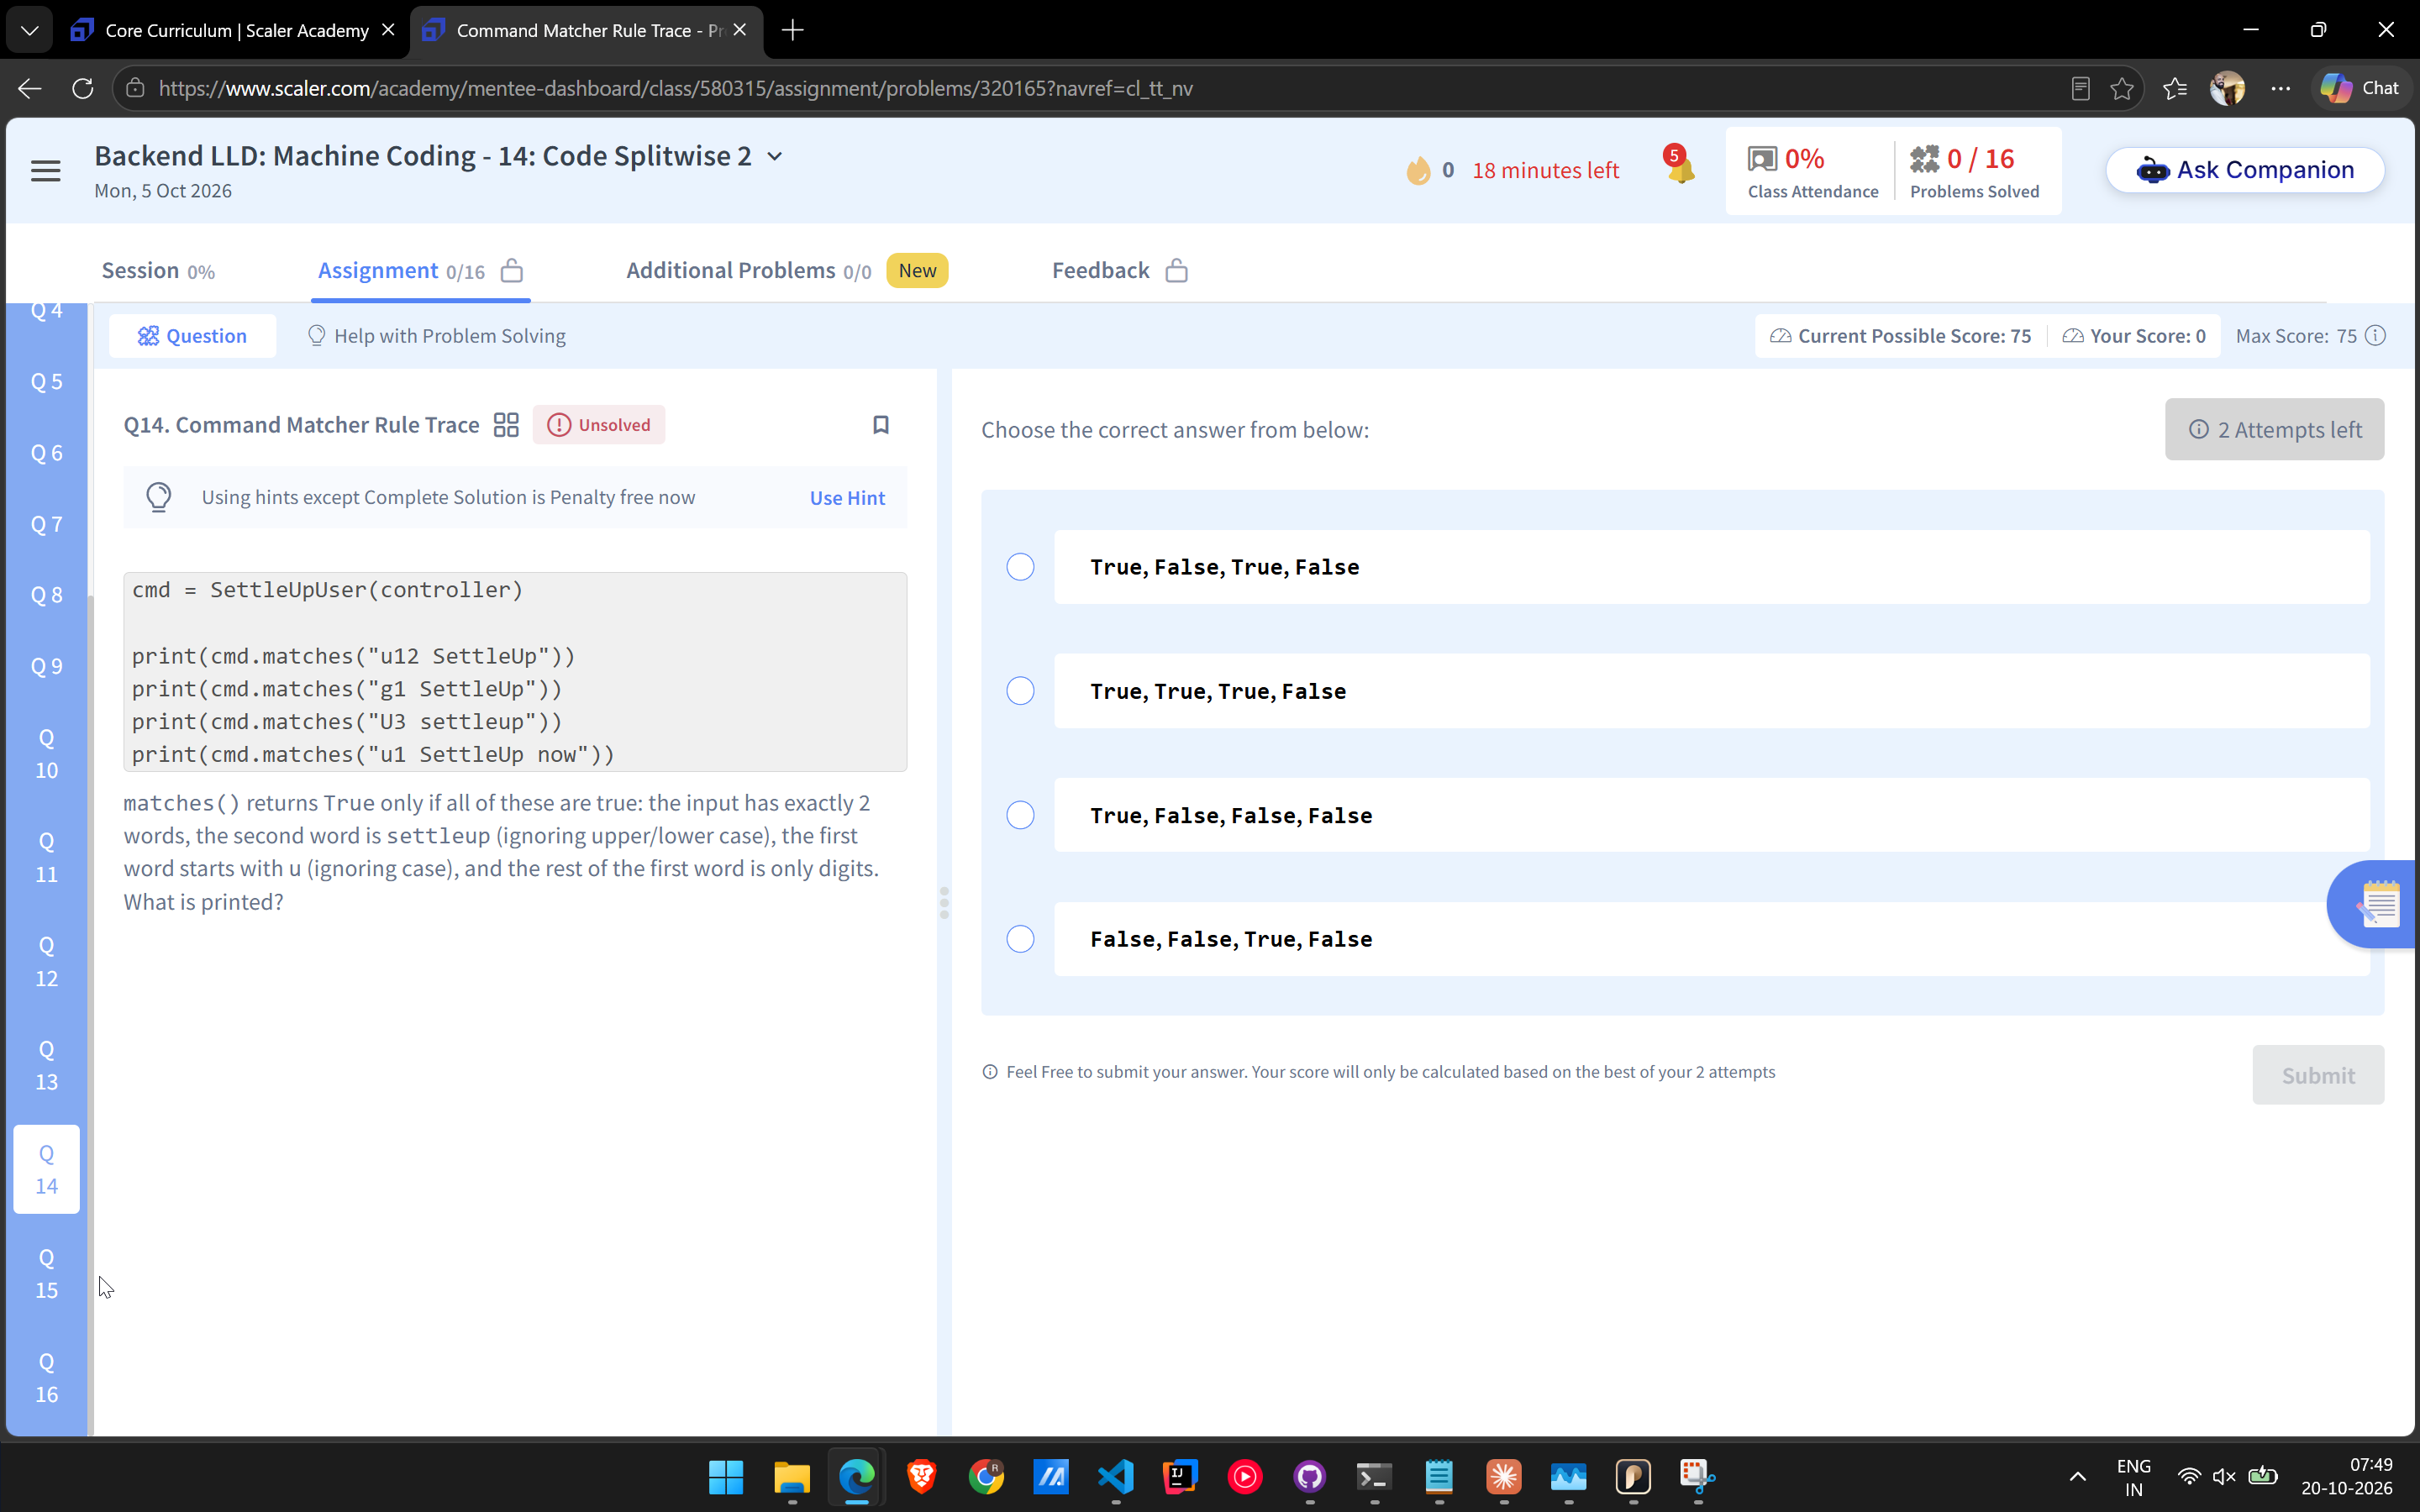 Core Curriculum | Scaler Academy
Command Matcher Rule Trace - Pr
https://www.scaler.com/academy/mentee-dashboard/class/580315/assignment/problems/320165?navref=cl_tt_nv
Chat
Backend LLD: Machine Coding - 14: Code Splitwise 2
Mon, 5 Oct 2026
0
18 minutes left
5
0%
Class Attendance
0 / 16
Problems Solved
Ask Companion
Session 0%
Assignment 0/16
Additional Problems 0/0 New
Feedback
Q 4
Q 5
Q 6
Q 7
Q 8
Q 9
Q
10
Q
11
Q
12
Q
13
Q
14
Q
15
Q
16
Question
Help with Problem Solving
Current Possible Score: 75
Your Score: 0
Max Score: 75
Q14. Command Matcher Rule Trace
Unsolved
Using hints except Complete Solution is Penalty free now
Use Hint
cmd = SettleUpUser(controller)
print(cmd.matches("u12 SettleUp"))
print(cmd.matches("g1 SettleUp"))
print(cmd.matches("U3 settleup"))
print(cmd.matches("u1 SettleUp now"))
matches() returns True only if all of these are true: the input has exactly 2
words, the second word is settleup (ignoring upper/lower case), the first
word starts with u (ignoring case), and the rest of the first word is only digits.
What is printed?
Choose the correct answer from below:
2 Attempts left
True, False, True, False
True, True, True, False
True, False, False, False
False, False, True, False
Feel Free to submit your answer. Your score will only be calculated based on the best of your 2 attempts
Submit
R
IJ
ENG
IN
07:49
20-10-2026